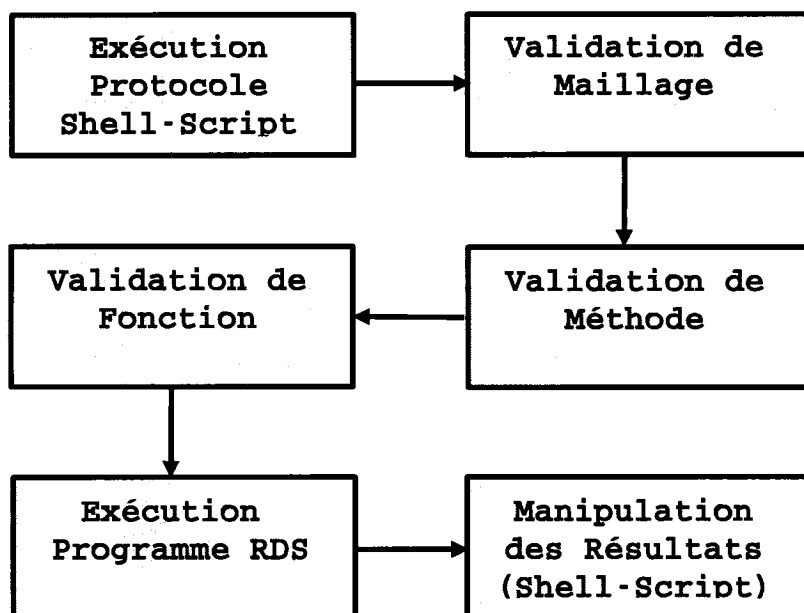 Exécution
Protocole
Shell-Script
Validation de
Maillage
Validation de
Fonction
Validation de
Méthode
Exécution
Programme RDS
Manipulation
des Résultats
(Shell-Script)